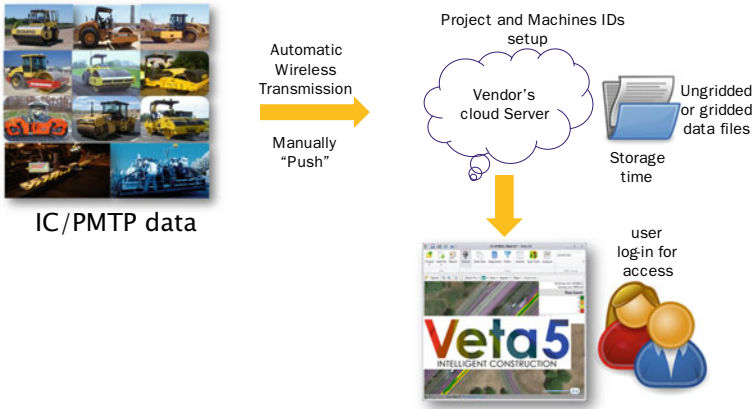 Project and Machines IDs
setup
Automatic
Wireless
Transmission
Manually
“Push”
Vendor's
cloud Server
Ungridded
or gridded
data files
Storage
time
IC/PMTP data
user
log-in for
access
Veta5
INTELLIGENT CONSTRUCTION